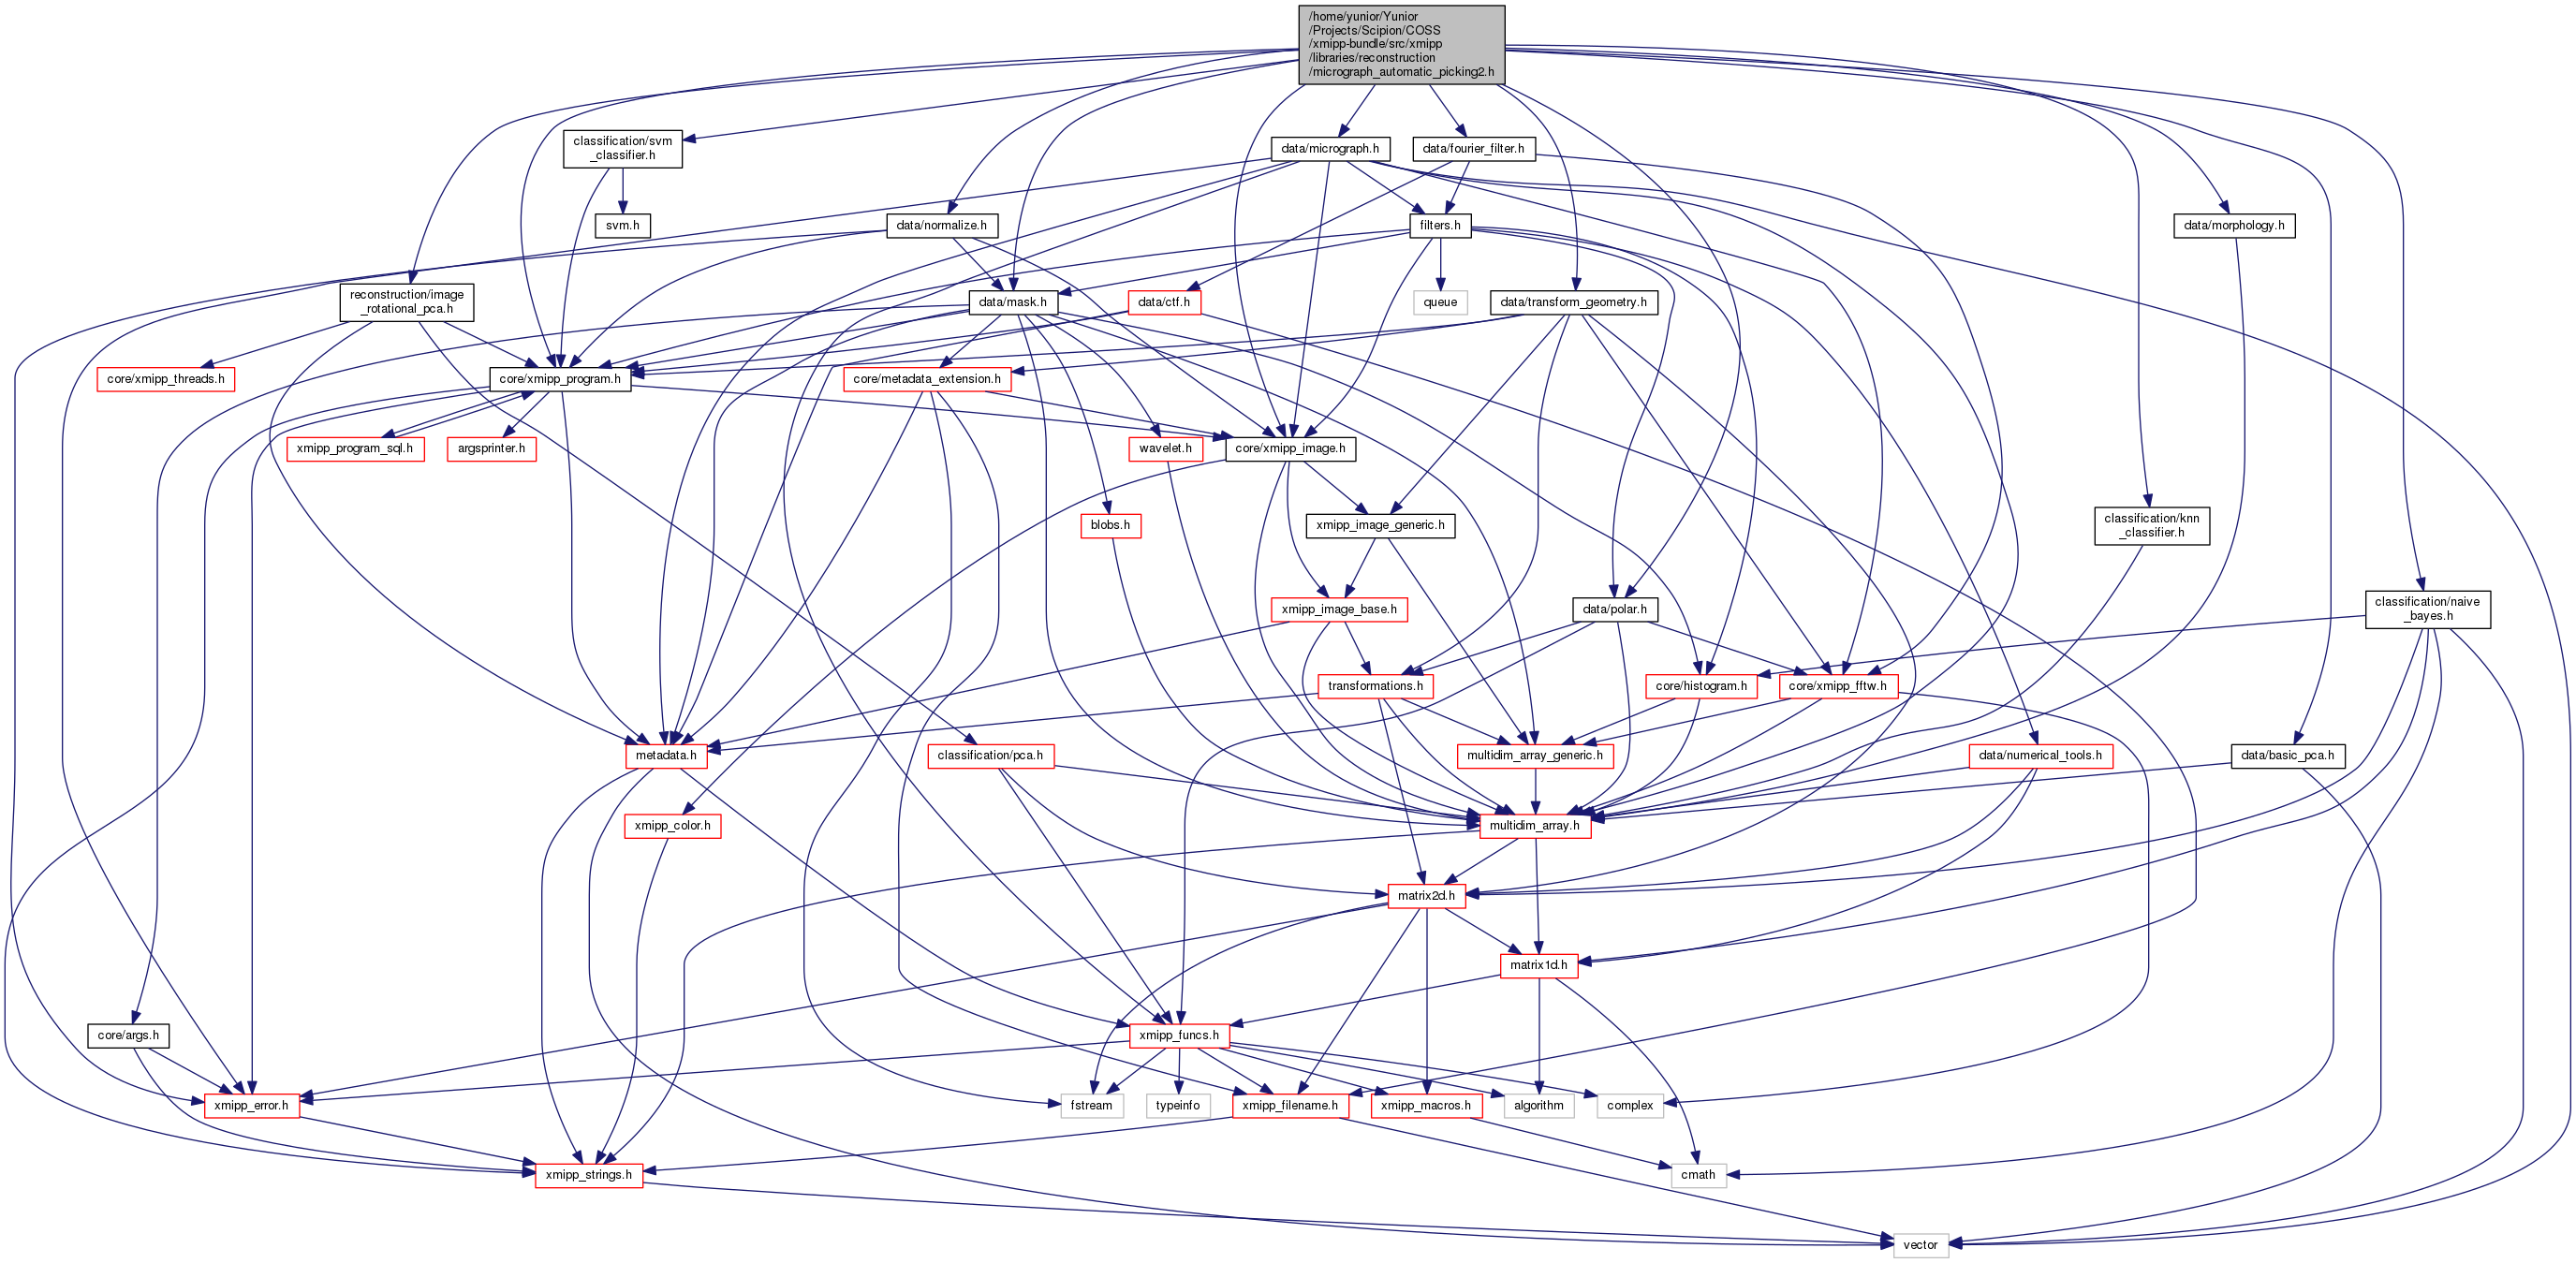 /home/yunior/Yunior
/Projects/Scipion/COSS
/xmipp-bundle/src/xmipp
/libraries/reconstruction
/micrograph_automatic_picking2.h
classification/svm
_classifier.h
data/micrograph.h
data/fourier_filter.h
svm.h
data/normalize.h
filters.h
data/morphology.h
reconstruction/image
_rotational_pca.h
data/mask.h
data/ctf.h
queue
data/transform_geometry.h
core/xmipp_threads.h
core/xmipp_program.h
core/metadata_extension.h
xmipp_program_sql.h
argsprinter.h
wavelet.h
core/xmipp_image.h
blobs.h
xmipp_image_generic.h
classification/knn
_classifier.h
xmipp_image_base.h
data/polar.h
classification/naive
_bayes.h
transformations.h
core/histogram.h
core/xmipp_fftw.h
metadata.h
classification/pca.h
multidim_array_generic.h
data/numerical_tools.h
data/basic_pca.h
xmipp_color.h
multidim_array.h
matrix2d.h
matrix1d.h
core/args.h
xmipp_funcs.h
xmipp_error.h
fstream
typeinfo
xmipp_filename.h
xmipp_macros.h
algorithm
complex
xmipp_strings.h
cmath
vector